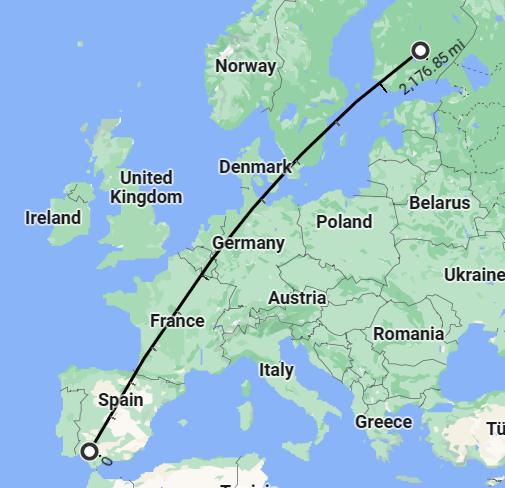 Norway
2,176.85 mi
Denmark
United
Kingdom
Belarus
Ireland
Poland
Germany
Ukraine
Austria
France
Romania
Italy
Spain
Greece
Tü
0